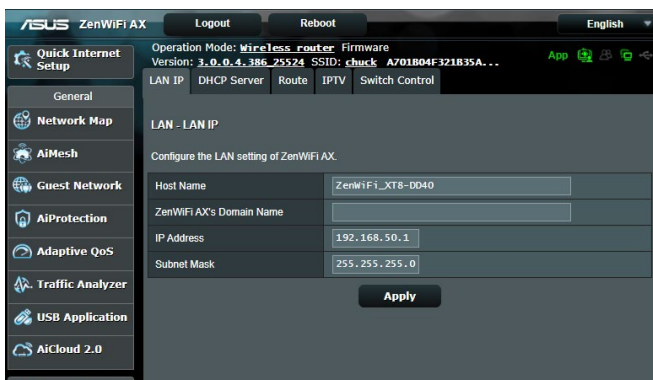 ASUS ZenWiFi AX Logout Reboot English
Quick Internet Setup
Operation Mode: Wireless router Firmware
Version: 3.0.0.4.386_25524 SSID: chuck A701B04F321B35A...
App
LAN IP DHCP Server Route IPTV Switch Control
General
Network Map
AiMesh
Guest Network
AiProtection
Adaptive QoS
Traffic Analyzer
USB Application
AiCloud 2.0
LAN - LAN IP
Configure the LAN setting of ZenWiFi AX.
Host Name ZenWiFi_XT8-DD40
ZenWiFi AX's Domain Name
IP Address 192.168.50.1
Subnet Mask 255.255.255.0
Apply